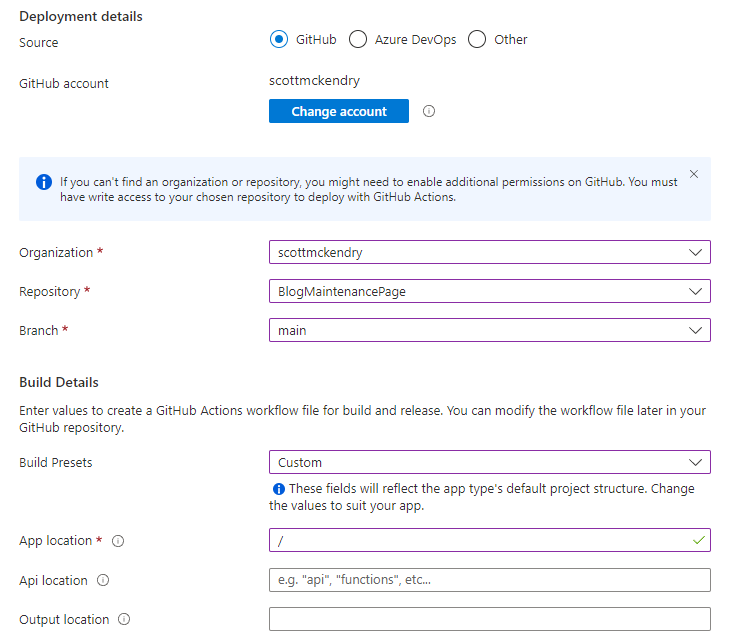 Deployment details
Source
GitHub Azure DevOps Other
GitHub account
scottmckendry
Change account
If you can't find an organization or repository, you might need to enable additional permissions on GitHub. You must
have write access to your chosen repository to deploy with GitHub Actions.
Organization *
scottmckendry
Repository *
BlogMaintenancePage
Branch *
main
Build Details
Enter values to create a GitHub Actions workflow file for build and release. You can modify the workflow file later in your
GitHub repository.
Build Presets
Custom
These fields will reflect the app type's default project structure. Change
the values to suit your app.
App location *
/
Api location
e.g. "api", "functions", etc...
Output location